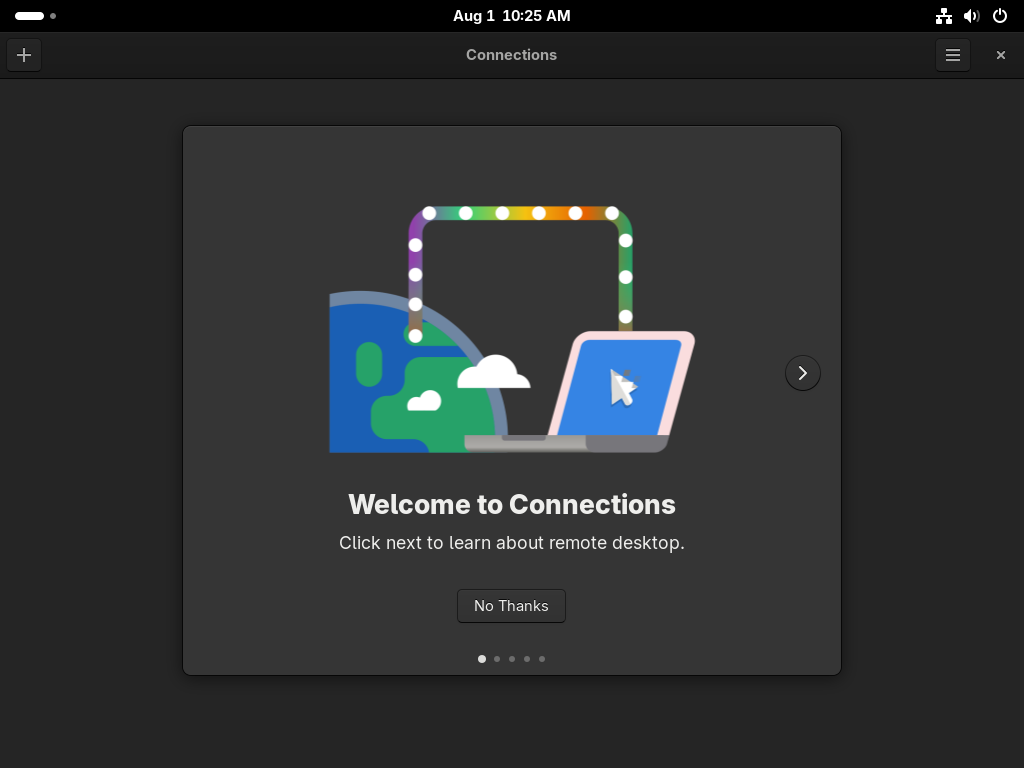 Aug 1 10:25 AM
Connections
Welcome to Connections
Click next to learn about remote desktop.
No Thanks